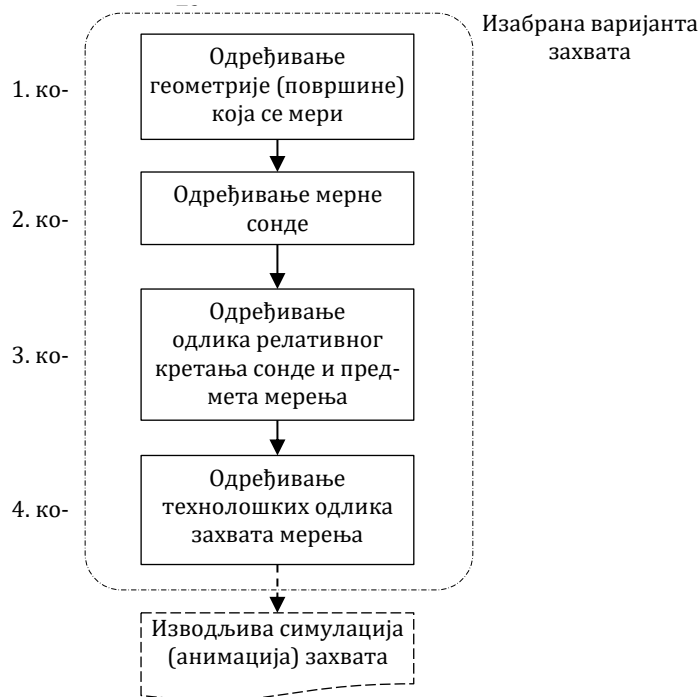 Изабрана варијанта
захвата
1. ко-
Одређивање
геометрије (површине)
која се мери
2. ко-
Одређивање мерне
сонде
3. ко-
Одређивање
одлика релативног
кретања сонде и пред-
мета мерења
4. ко-
Одређивање
технолошких одлика
захвата мерења
Изводљива симулација
(анимација) захвата